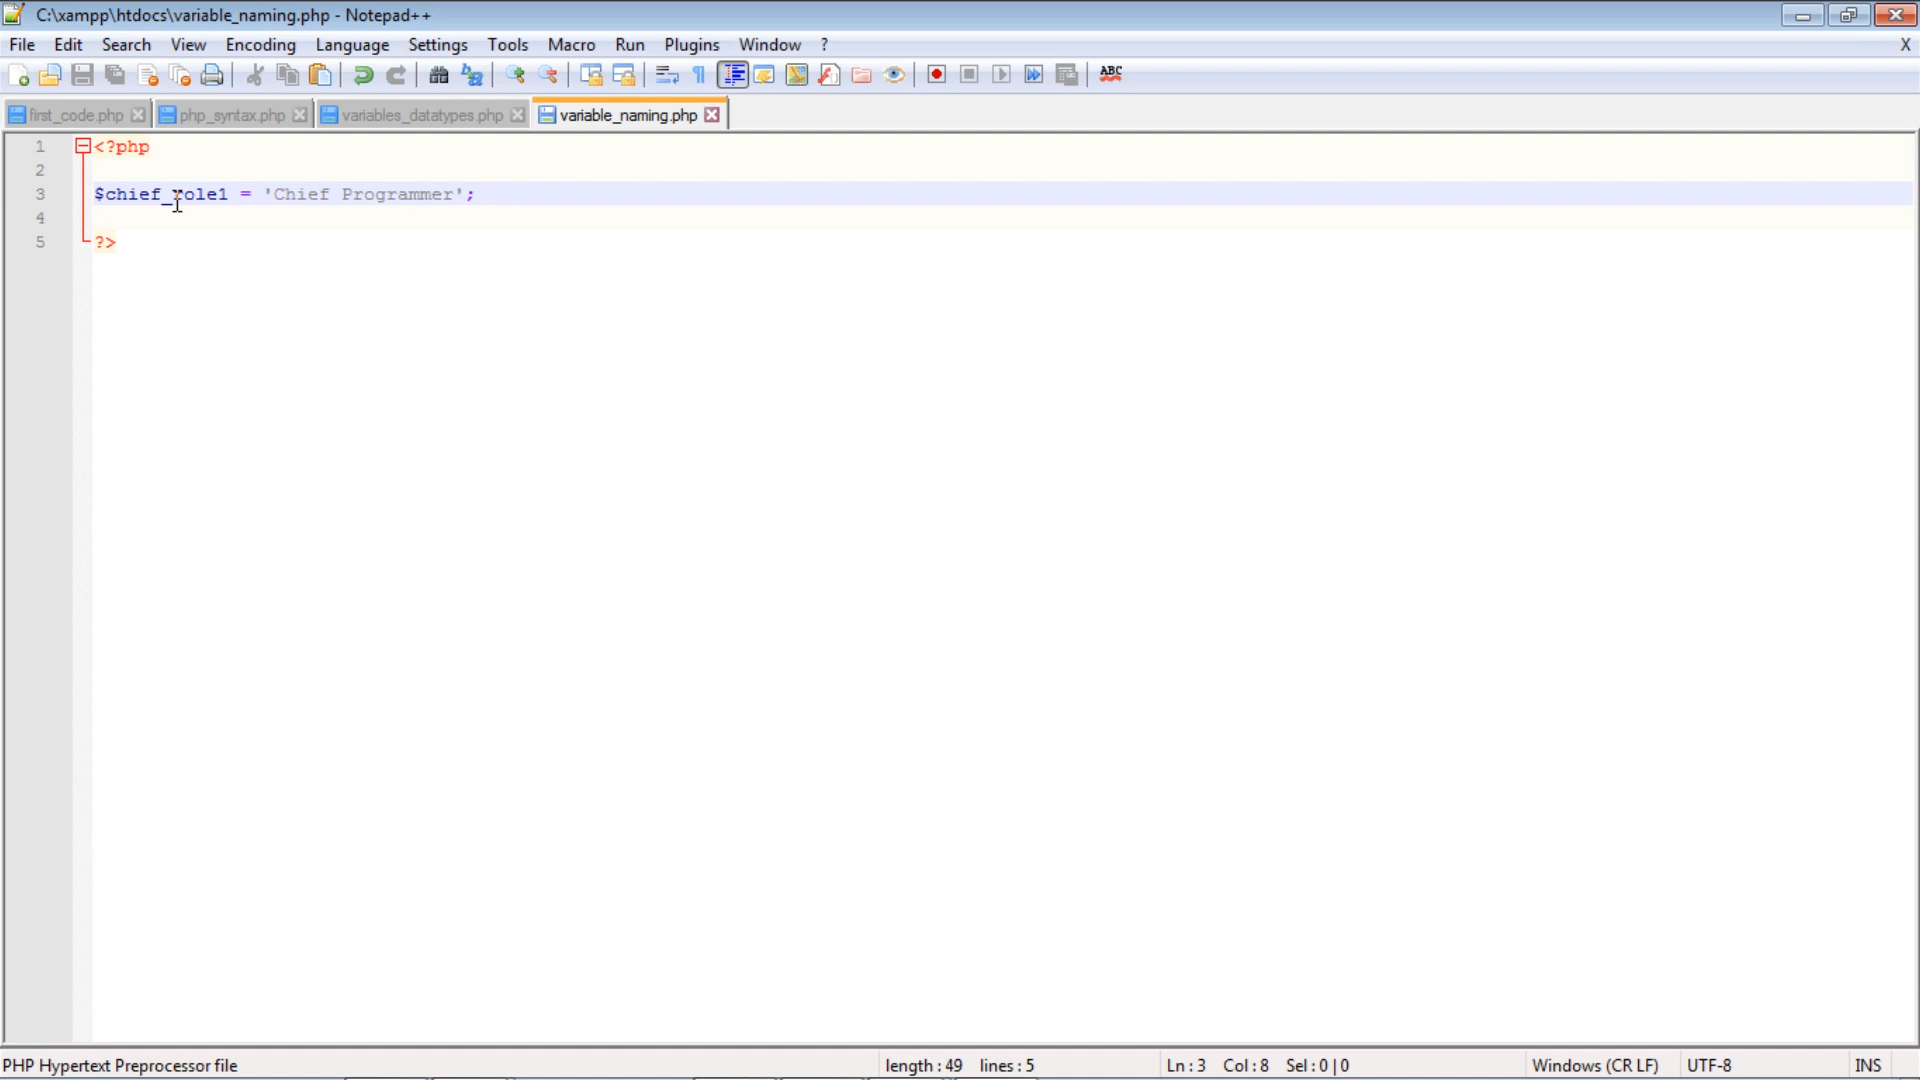 C:\xampp\htdocs\variable_naming.php - Notepad++
File Edit Search View Encoding Language Settings Tools Macro Run Plugins Window ? X
ABC
first_code.php php_syntax.php variables_datatypes.php variable_naming.php
1 <?php
2
3 $chief_role1 = 'Chief Programmer';
4
5 ?>
PHP Hypertext Preprocessor file length : 49 lines : 5 Ln : 3 Col : 8 Sel : 0 | 0 Windows (CR LF) UTF-8 INS